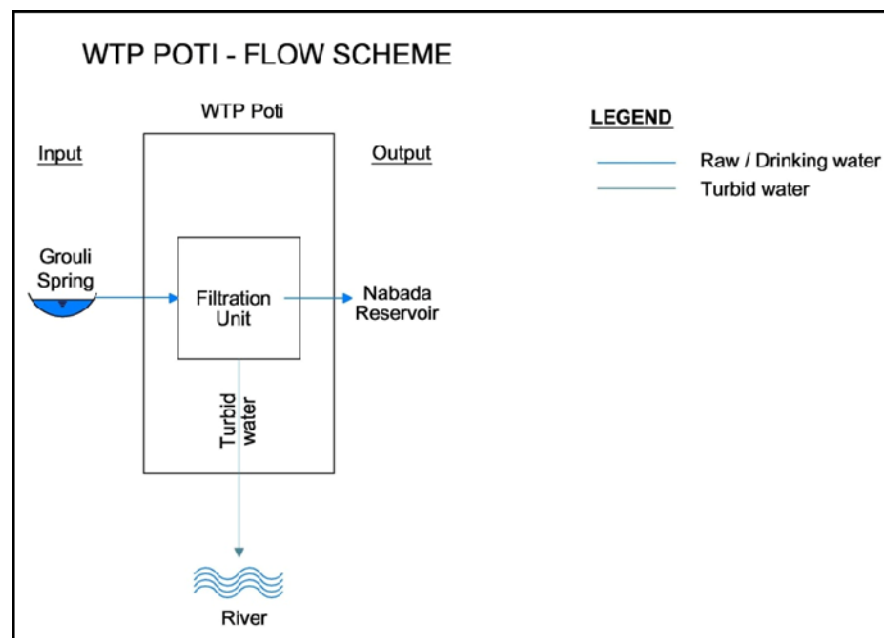 WTP POTI - FLOW SCHEME
WTP Poti
Input
Output
LEGEND
Raw / Drinking water
Turbid water
Grouli
Spring
Filtration
Unit
Nabada
Reservoir
Turbid
water
River